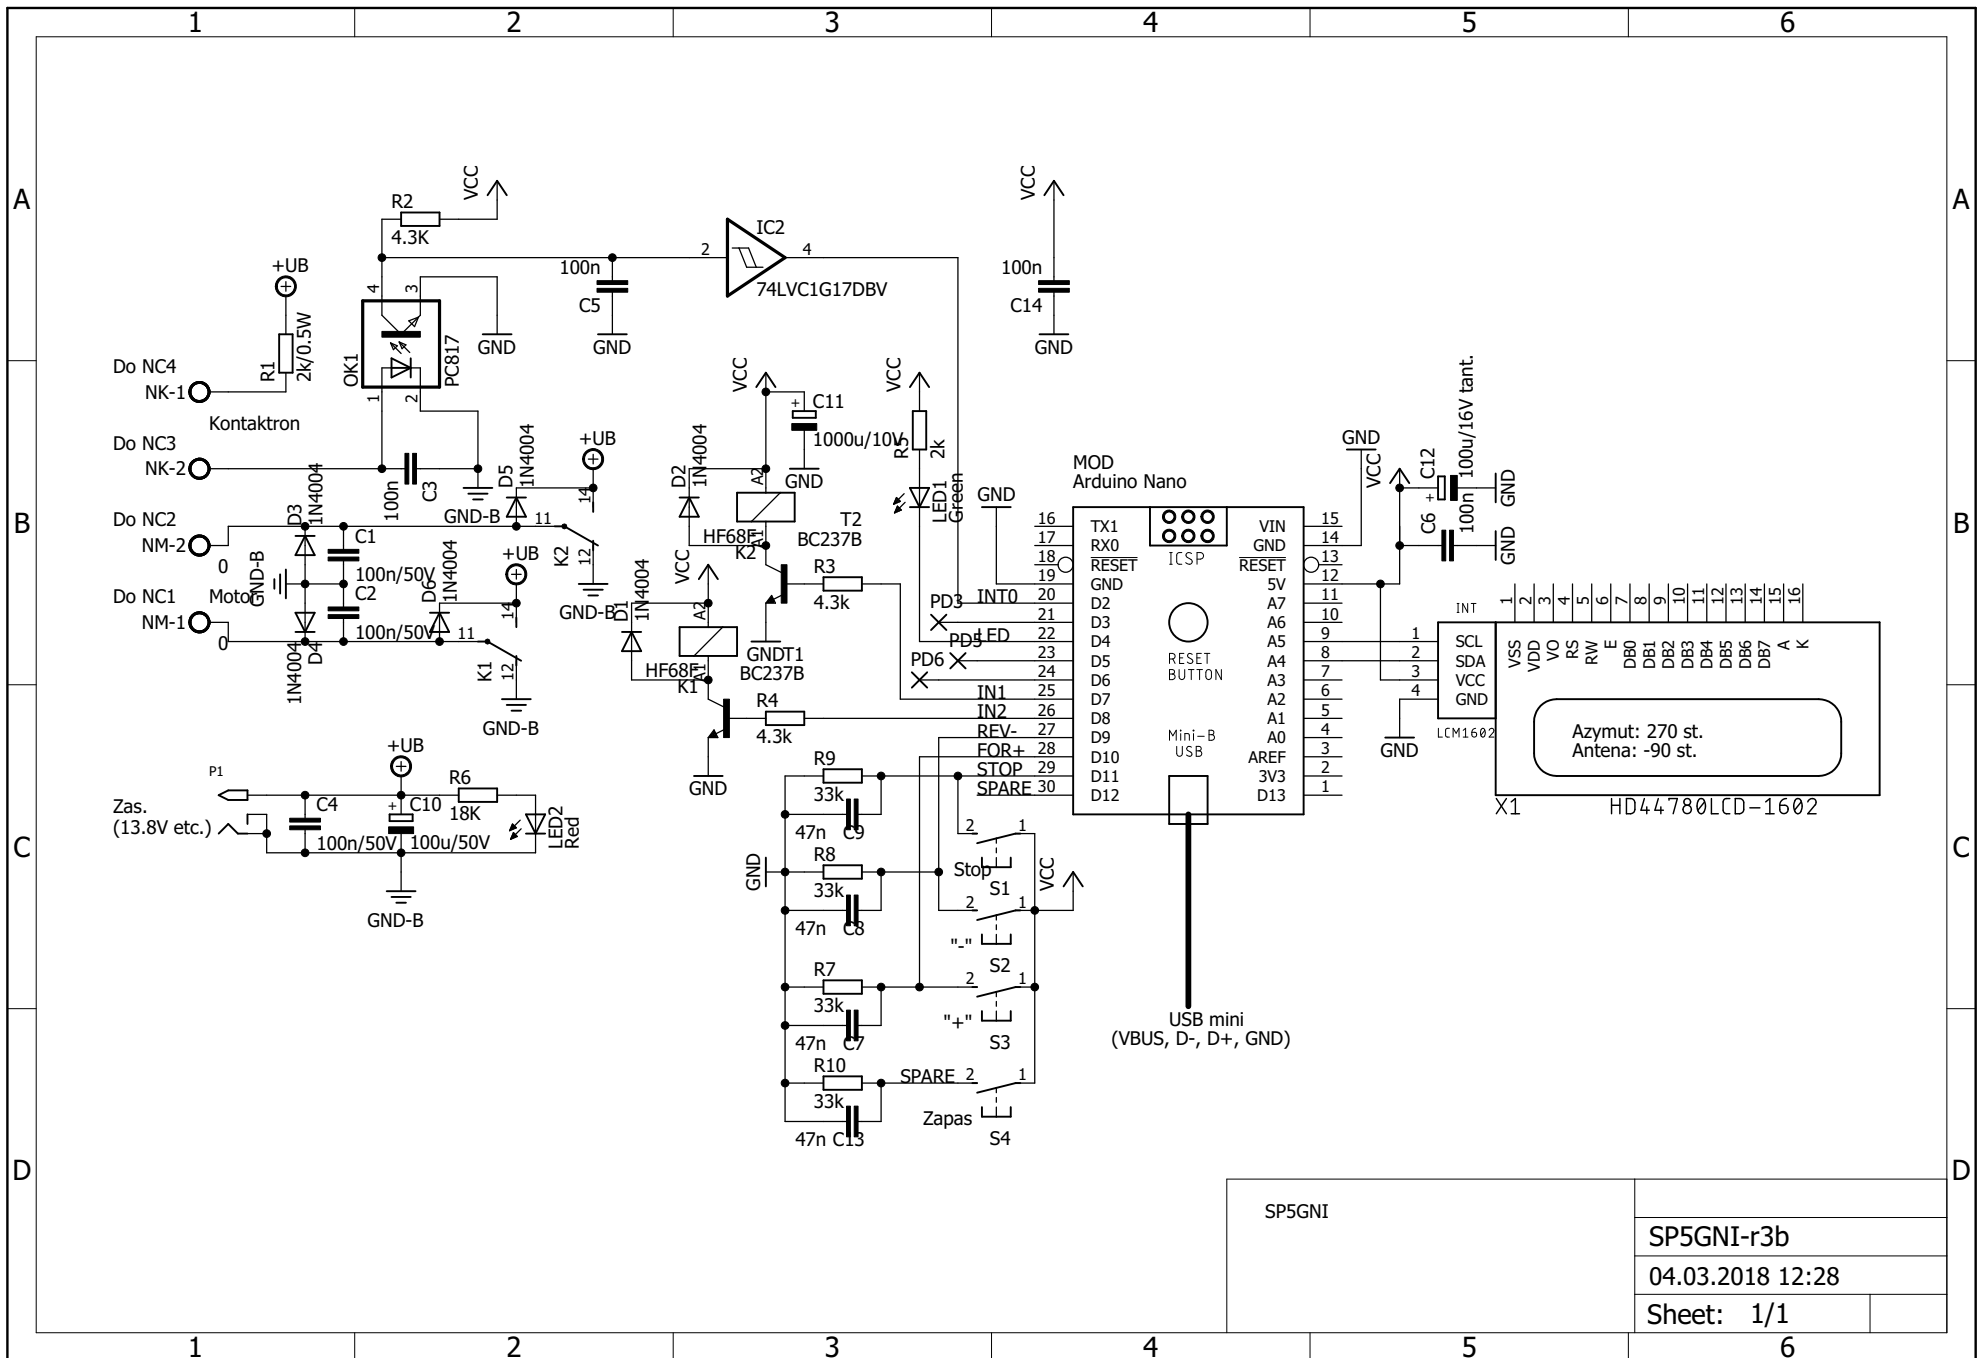 1 2 3 4 5 6
A
A
VCC
R2
4.3K
VCC
2
IC2
4
74LVC1G17DBV
100n
C5
GND
100n
C14
GND
+UB
R1
2k/0.5W
4
3
GND
OK1
PC817
1
2
Do NC4
NK-1
Kontaktron
Do NC3
NK-2
100n
C3
GND-B
B
B
Do NC2
NM-2
0
Do NC1
Motor
NM-1
0
D3
1N4004
GND-B
1N4004
D4
C1
100n/50V
C2
100n/50V
D5
1N4004
+UB
14
11
12
K2
GND-B
D6
1N4004
+UB
14
11
12
K1
GND-B
VCC
C11
+
1000u/10V
GND
D2
1N4004
A2
A1
HF68F
K2
T2
BC237B
R3
4.3k
GND
VCC
D1
1N4004
A2
A1
HF68F
K1
T1
BC237B
R4
4.3k
GND
VCC
R5
2k
LED1
Green
GND
PD3
INT0
LED
PD5
PD6
IN1
IN2
REV-
FOR+
STOP
SPARE
MOD
Arduino Nano
ICSP
RESET
BUTTON
Mini-B
USB
16 TX1
17 RX0
18 RESET
19 GND
20 D2
21 D3
22 D4
23 D5
24 D6
25 D7
26 D8
27 D9
28 D10
29 D11
30 D12
VIN 15
GND 14
RESET 13
5V 12
A7 11
A6 10
A5 9
A4 8
A3 7
A2 6
A1 5
A0 4
AREF 3
3V3 2
D13 1
GND
VCC
C12
+
100u/16V tant.
GND
C6
100n
GND
INT
1 SCL
2 SDA
3 VCC
4 GND
LCM1602
GND
1 2 3 4 5 6 7 8 9 10 11 12 13 14 15 16
VSS VDD VO RS RW E DB0 DB1 DB2 DB3 DB4 DB5 DB6 DB7 A K
Azymut: 270 st.
Antena: -90 st.
X1
HD44780LCD-1602
C
C
P1
Zas.
(13.8V etc.)
+UB
C4
100n/50V
+
C10
100u/50V
R6
18K
LED2
Red
GND-B
GND
R9
33k
47n C9
R8
33k
47n C8
R7
33k
47n C7
R10
33k
47n C13
2
1
Stop
S1
VCC
2
1
"-"
S2
2
1
"+"
S3
SPARE
2
1
Zapas
S4
USB mini
(VBUS, D-, D+, GND)
D
D
SP5GNI
SP5GNI-r3b
04.03.2018 12:28
Sheet: 1/1
1 2 3 4 5 6